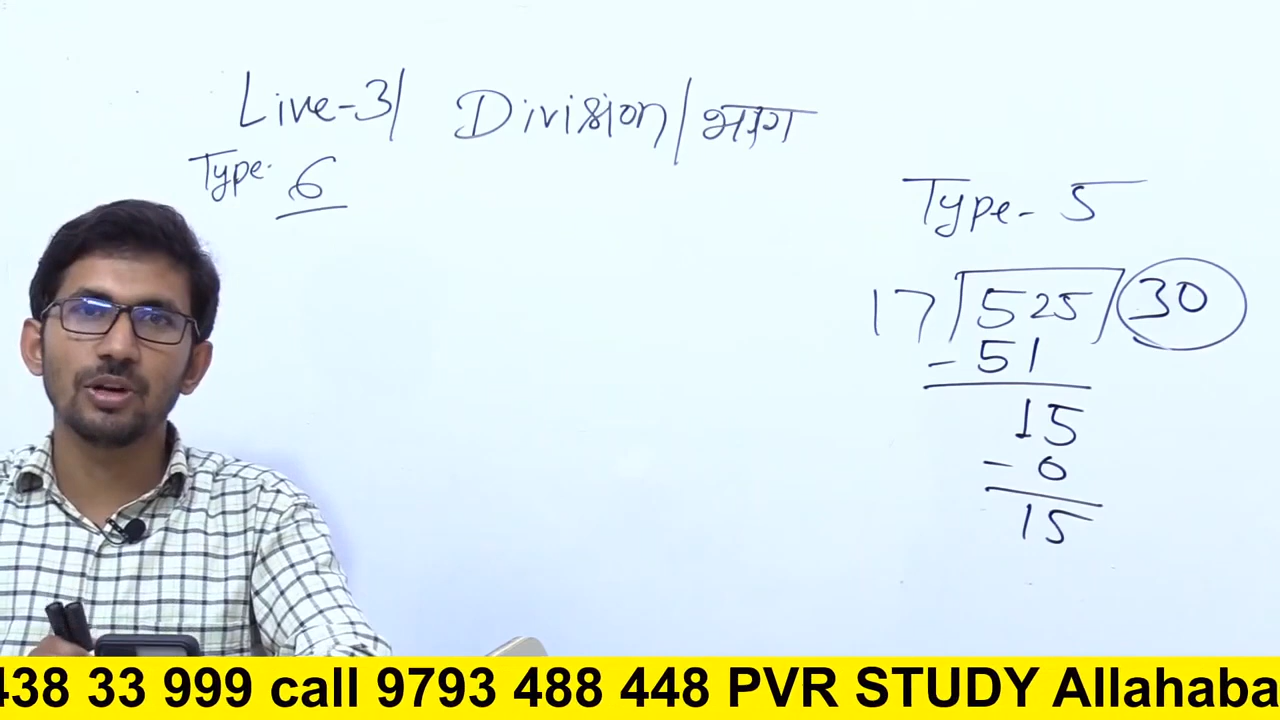 Live-3/ Division/भाग
Type- 6
Type- 5
17 525 30
- 51
15
- 0
15
438 33 999 call 9793 488 448 PVR STUDY Allahaba